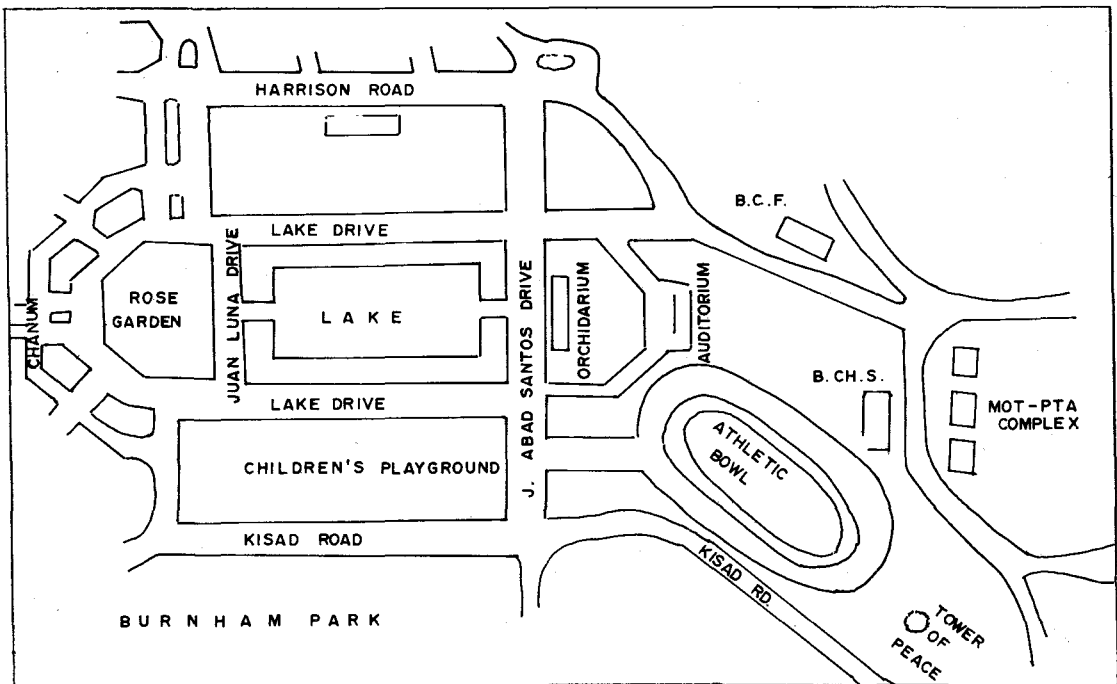 HARRISON ROAD
B.C.F.
LAKE DRIVE
JUAN LUNA DRIVE
ROSE
GARDEN
LAKE
J. ABAD SANTOS DRIVE
ORCHIDARIUM
AUDITORIUM
CHANUM
B. CH. S.
MOT-PTA
COMPLEX
LAKE DRIVE
CHILDREN'S PLAYGROUND
ATHLETIC
BOWL
KISAD ROAD
KISAD RD.
BURNHAM PARK
TOWER
OF
PEACE